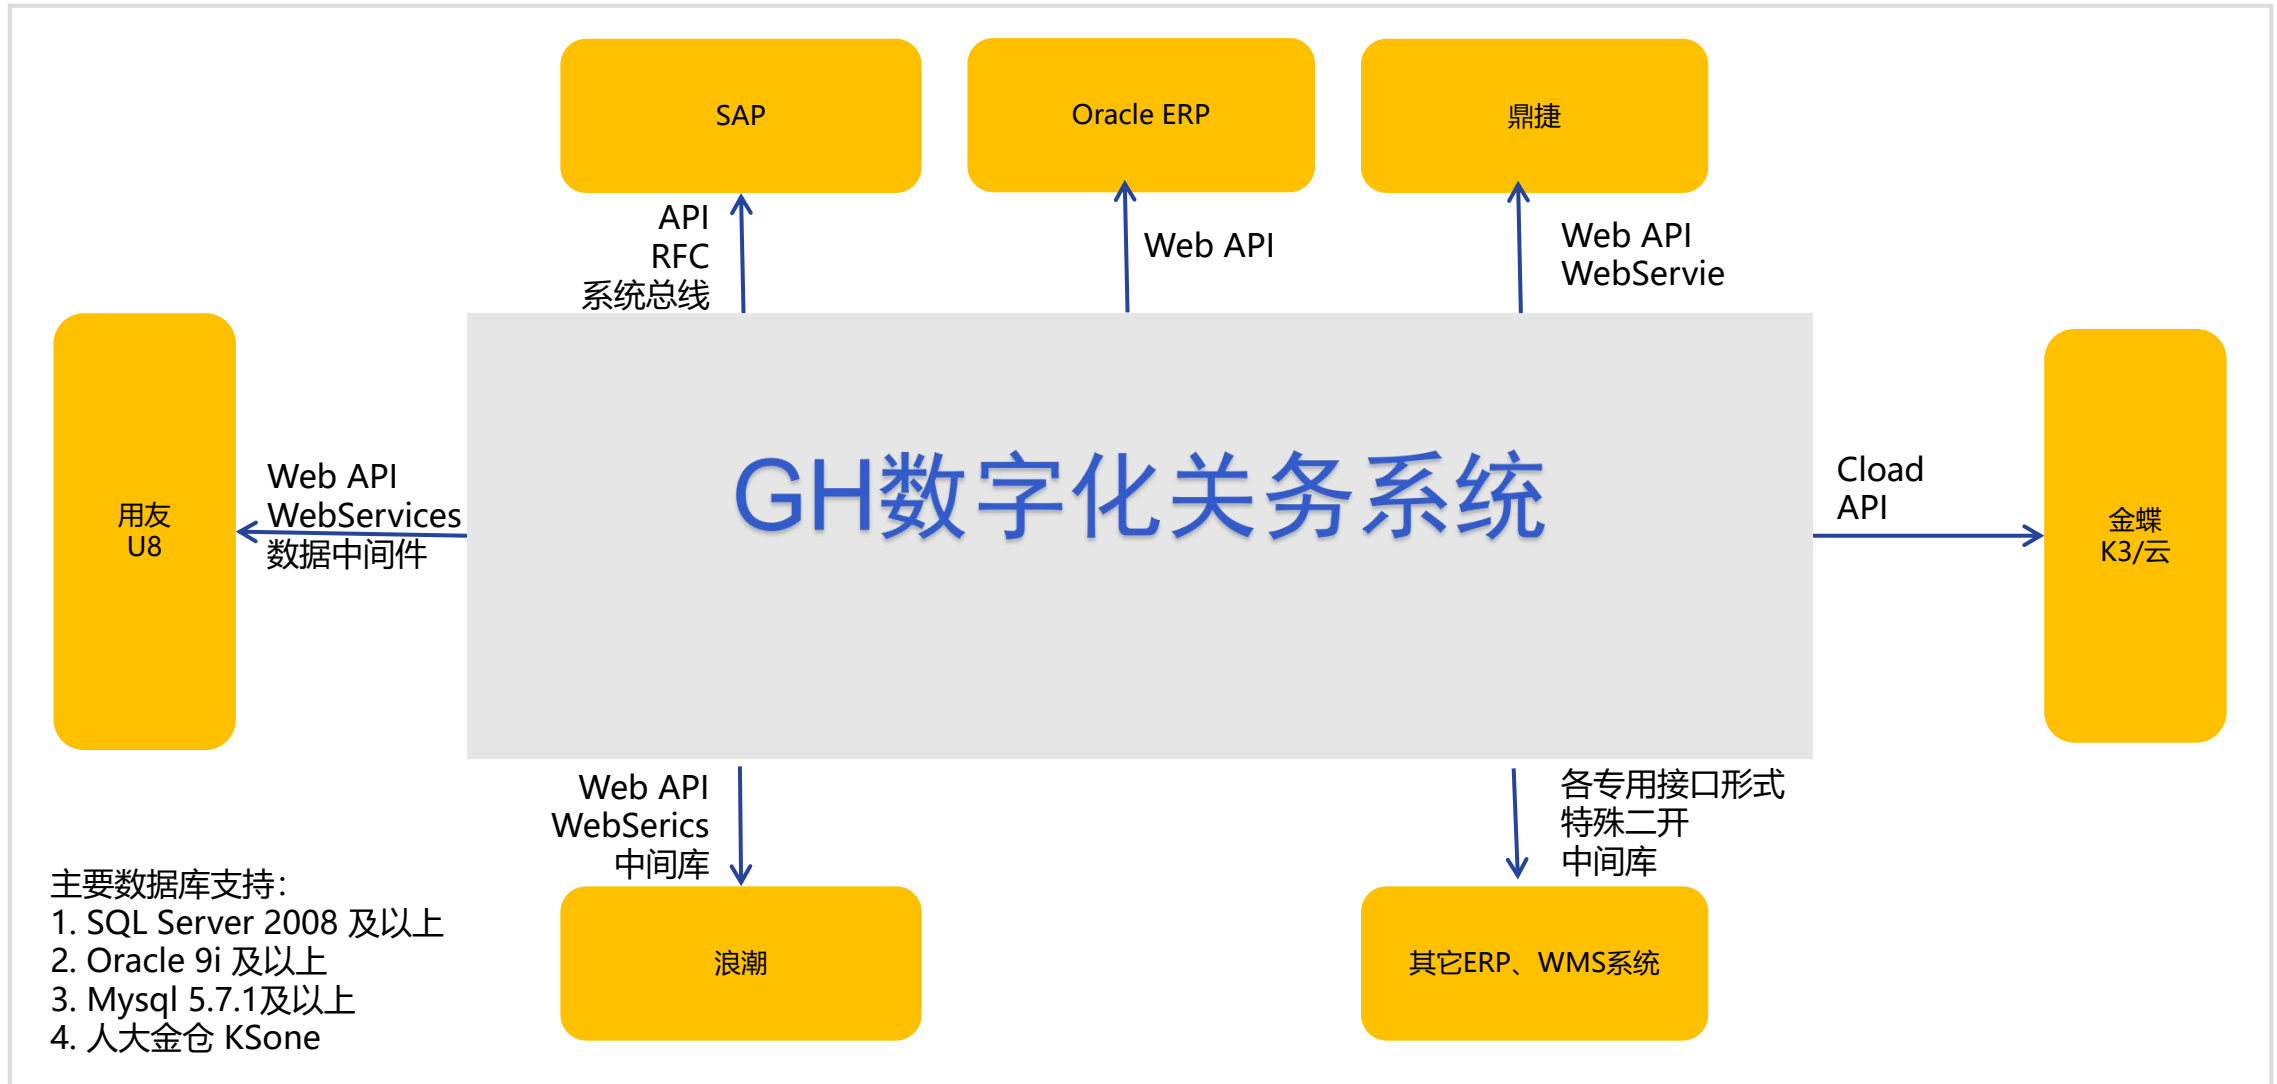 SAP
Oracle ERP
鼎捷
API
RFC
系统总线
Web API
Web API
WebServie
用友
U8
Web API
WebServices
数据中间件
GH数字化关务系统
Cload
API
金蝶
K3/云
Web API
WebSerics
中间库
各专用接口形式
特殊二开
中间库
主要数据库支持：
1. SQL Server 2008 及以上
2. Oracle 9i 及以上
3. Mysql 5.7.1及以上
4. 人大金仓 KSone
浪潮
其它ERP、WMS系统